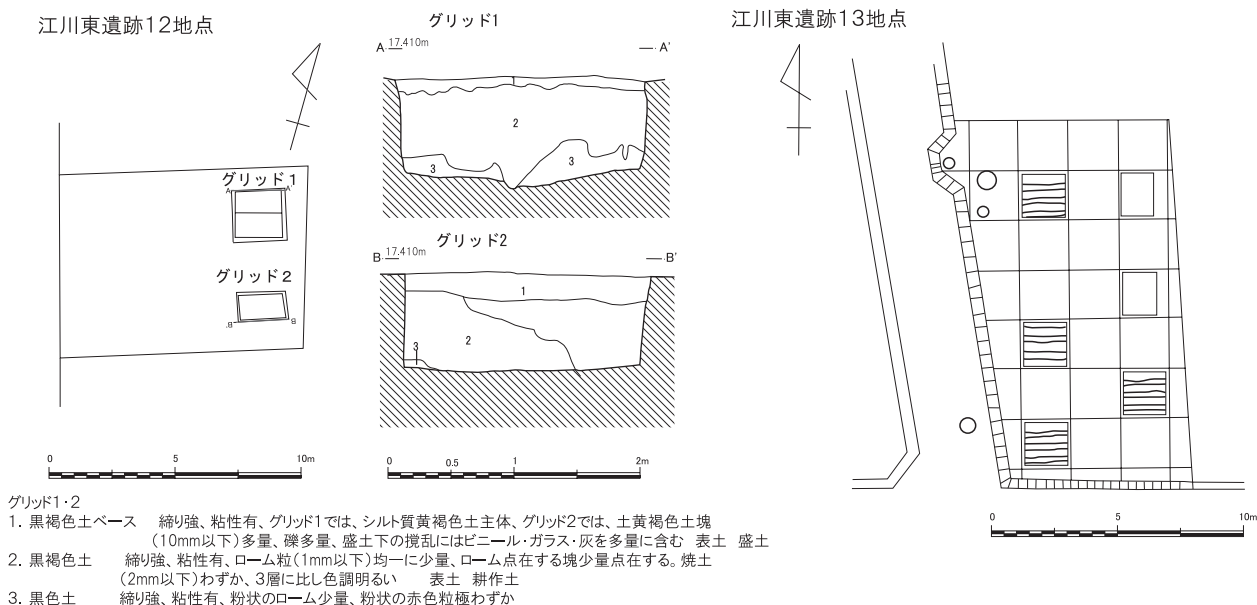 江川東遺跡12地点
グリッド1
A 17.410m A'
1
2
3
3
グリッド1
A A'
グリッド2
B' B
グリッド2
B 17.410m B'
1
2
3
0 5 10m
0 0.5 1 2m
江川東遺跡13地点
0 5 10m
グリッド1・2
1. 黒褐色土ベース 締り強、粘性有、グリッド1では、シルト質黄褐色土主体、グリッド2では、土黄褐色土塊
(10mm以下)多量、礫多量、盛土下の撹乱にはビニール・ガラス・灰を多量に含む 表土 盛土
2. 黒褐色土 締り強、粘性有、ローム粒(1mm以下)均一に少量、ローム点在する塊少量点在する。焼土
(2mm以下)わずか、3層に比し色調明るい 表土 耕作土
3. 黒色土 締り強、粘性有、粉状のローム少量、粉状の赤色粒極わずか